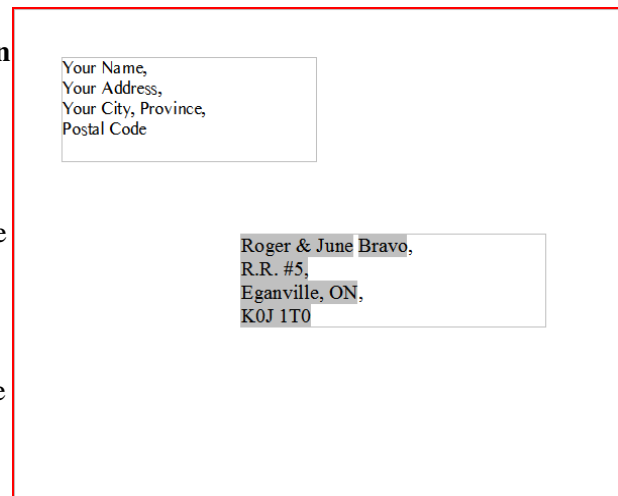 n
Your Name,
Your Address,
Your City, Province,
Postal Code
e
Roger & June Bravo,
R.R. #5,
Eganville, ON,
K0J 1T0
e